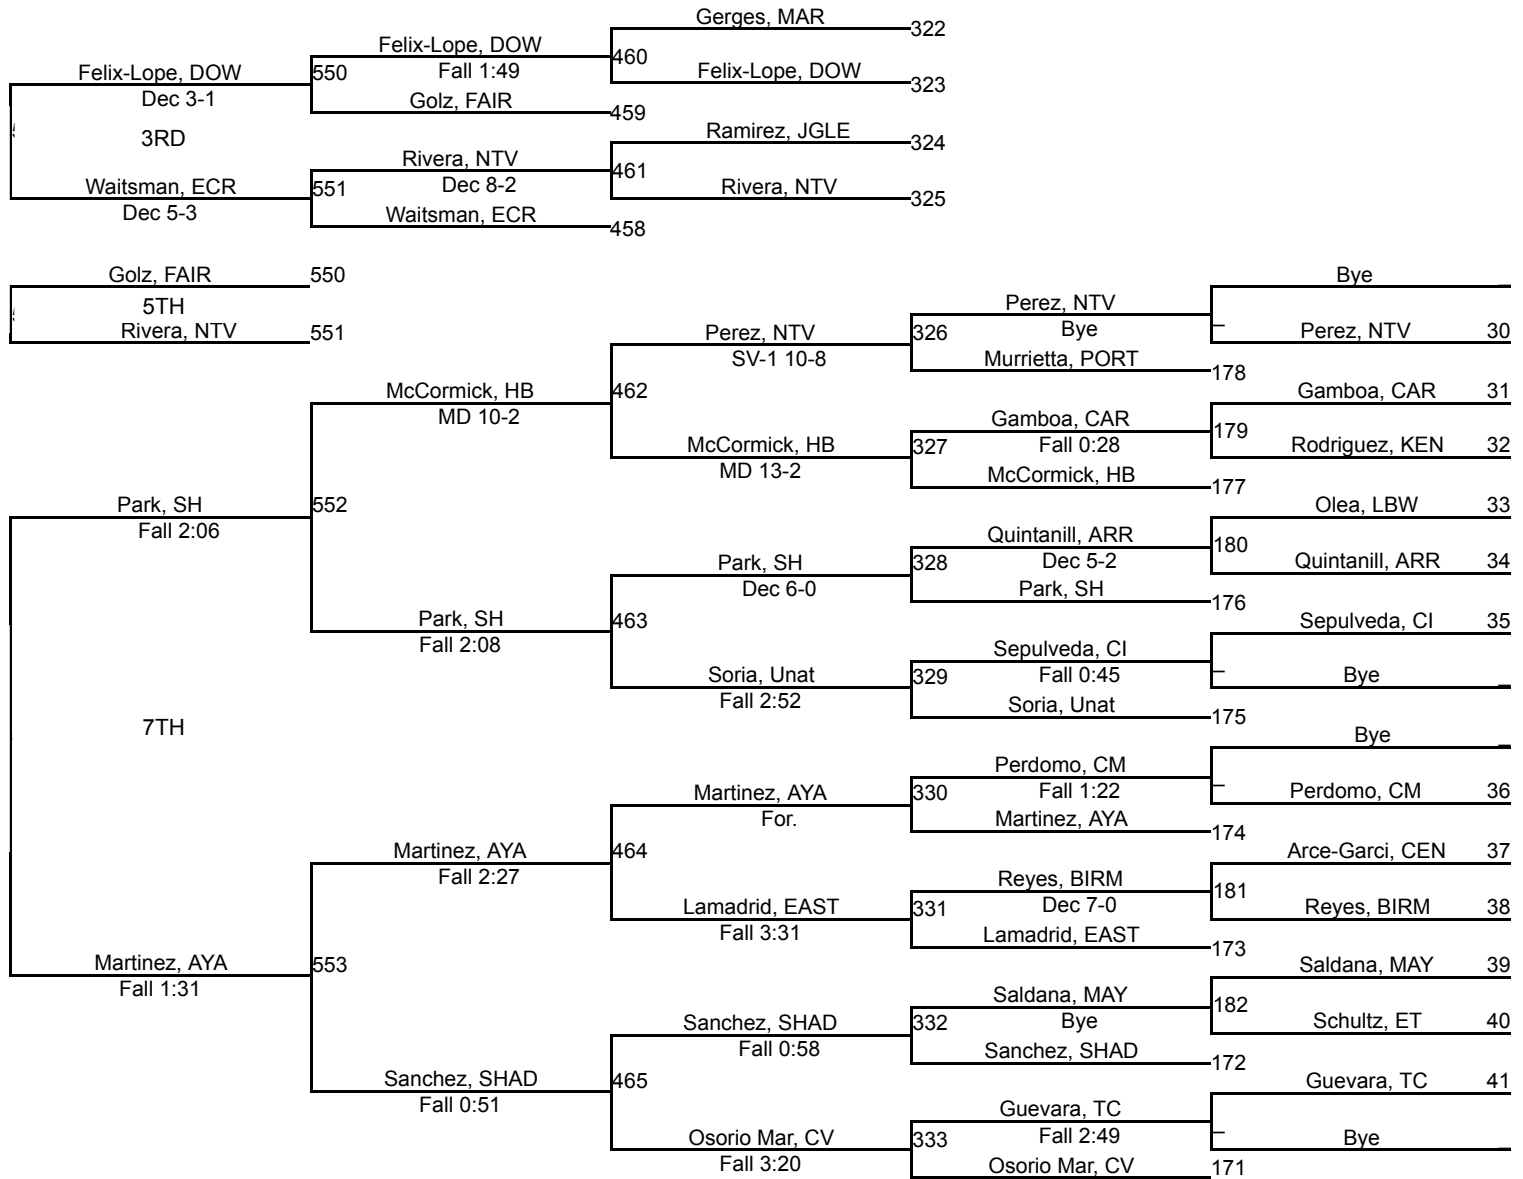 Gerges, MAR 322
Felix-Lope, DOW 460
Felix-Lope, DOW 550 Fall 1:49 Felix-Lope, DOW 323
Dec 3-1 Golz, FAIR 459
3RD Ramirez, JGLE 324
Rivera, NTV 461
Waitsman, ECR 551 Dec 8-2 Rivera, NTV 325
Dec 5-3 Waitsman, ECR 458
Golz, FAIR 550 Bye
5TH Perez, NTV
Rivera, NTV 551 Perez, NTV 326 Bye Perez, NTV 30
SV-1 10-8 Murrietta, PORT 178
McCormick, HB 462 Gamboa, CAR 31
MD 10-2 Gamboa, CAR 179
McCormick, HB 327 Fall 0:28 Rodriguez, KEN 32
MD 13-2 McCormick, HB 177
Park, SH 552 Olea, LBW 33
Fall 2:06 Quintanill, ARR 180
Park, SH 328 Dec 5-2 Quintanill, ARR 34
Dec 6-0 Park, SH 176
Park, SH 463 Sepulveda, CI 35
Fall 2:08 Sepulveda, CI
Soria, Unat 329 Fall 0:45 Bye
Fall 2:52 Soria, Unat 175
7TH Bye
Perdomo, CM
Martinez, AYA 330 Fall 1:22 Perdomo, CM 36
For. Martinez, AYA 174
Martinez, AYA 464 Arce-Garci, CEN 37
Fall 2:27 Reyes, BIRM 181
Lamadrid, EAST 331 Dec 7-0 Reyes, BIRM 38
Fall 3:31 Lamadrid, EAST 173
Martinez, AYA 553 Saldana, MAY 39
Fall 1:31 Saldana, MAY 182
Sanchez, SHAD 332 Bye Schultz, ET 40
Fall 0:58 Sanchez, SHAD 172
Sanchez, SHAD 465 Guevara, TC 41
Fall 0:51 Guevara, TC
Osorio Mar, CV 333 Fall 2:49 Bye
Fall 3:20 Osorio Mar, CV 171